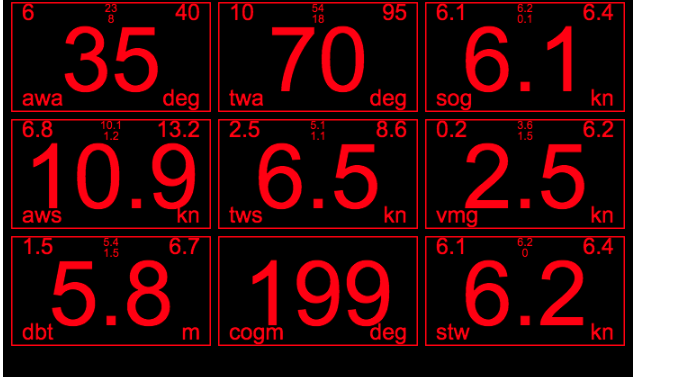 6 23 40
8
35
awa deg
10 54 95
18
70
twa deg
6.1 6.2 6.4
0.1
6.1
sog kn
6.8 10.1 13.2
1.2
10.9
aws kn
2.5 5.1 8.6
1.1
6.5
tws kn
0.2 3.6 6.2
1.5
2.5
vmg kn
1.5 5.4 6.7
1.5
5.8
dbt m
199
cogm deg
6.1 6.2 6.4
0
6.2
stw kn